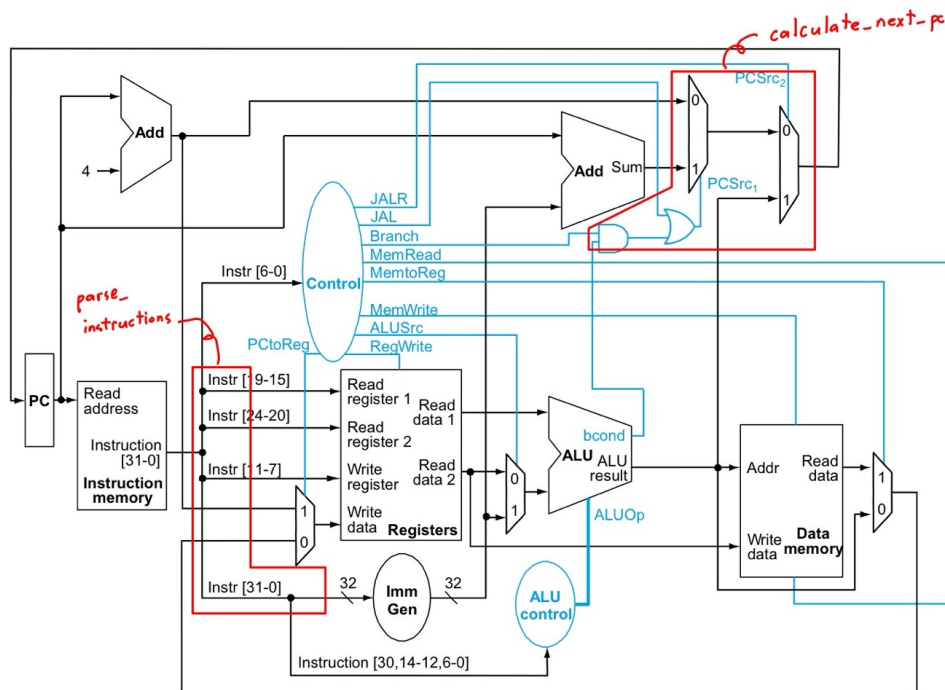 calculate_next_pc
PCSrc2
0
Add
4
Add
Sum
1
PCSrc1
0
1
JALR
JAL
Branch
MemRead
MemtoReg
Instr [6-0]
Control
parse_
instructions
MemWrite
ALUSrc
RegWrite
PCtoReg
PC
Read
address
Instruction
[31-0]
Instruction
memory
Instr [19-15]
Instr [24-20]
Instr [11-7]
Read
register 1
Read
register 2
Write
register
Write
data
Read
data 1
Read
data 2
Registers
1
0
0
1
bcond
ALU
ALU
result
ALUOp
Addr
Read
data
Write
data
Data
memory
1
0
Instr [31-0]
32
Imm
Gen
32
ALU
control
Instruction [30,14-12,6-0]